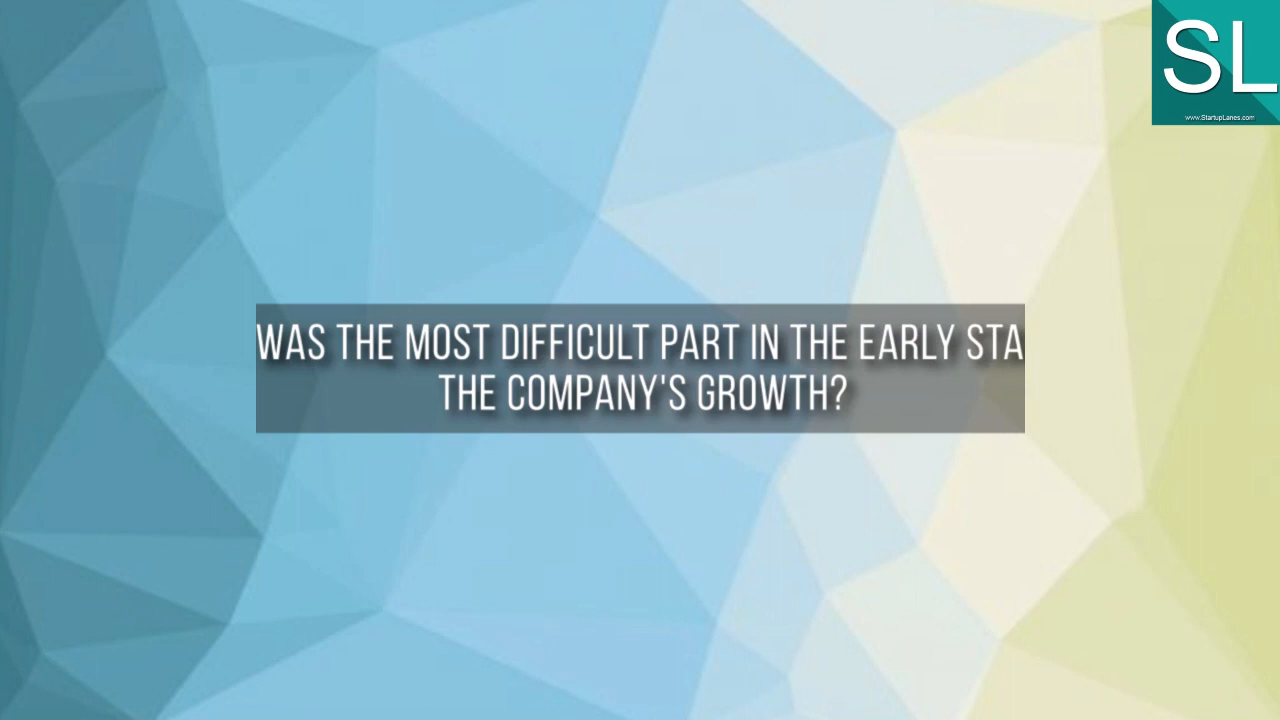 SL
www.StartupLanes.com
WAS THE MOST DIFFICULT PART IN THE EARLY STA
THE COMPANY'S GROWTH?